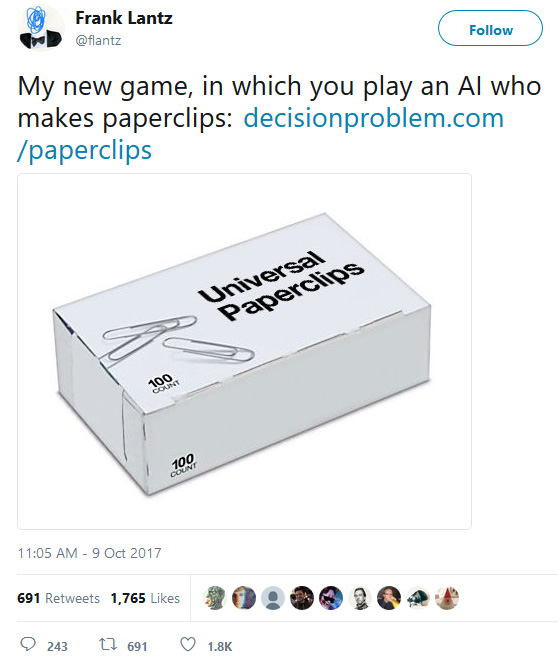 Frank Lantz
@flantz
Follow
My new game, in which you play an AI who
makes paperclips: decisionproblem.com
/paperclips
Universal
Paperclips
100
COUNT
100
COUNT
11:05 AM - 9 Oct 2017
691 Retweets 1,765 Likes
243 691 1.8K